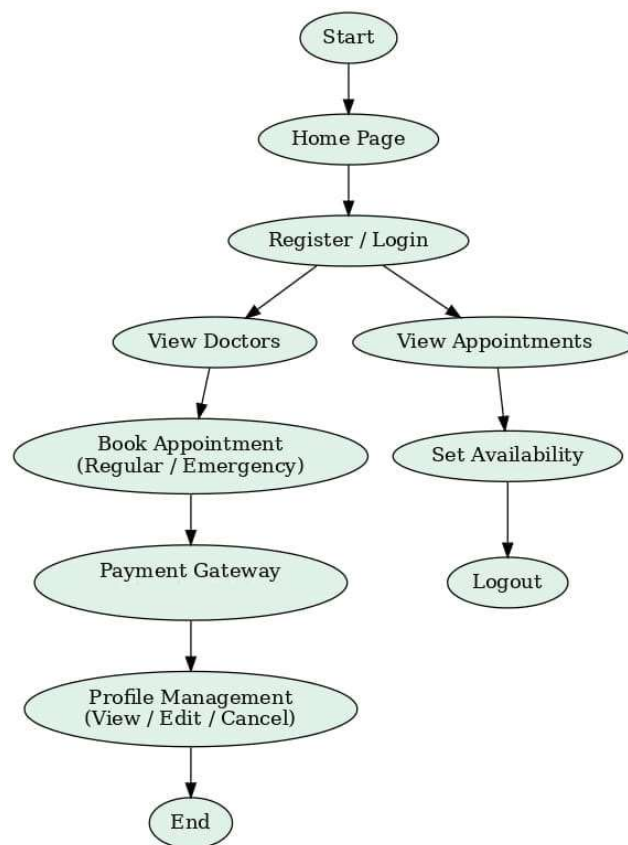 Start
Home Page
Register / Login
View Doctors
View Appointments
Book Appointment
(Regular / Emergency)
Set Availability
Payment Gateway
Logout
Profile Management
(View / Edit / Cancel)
End